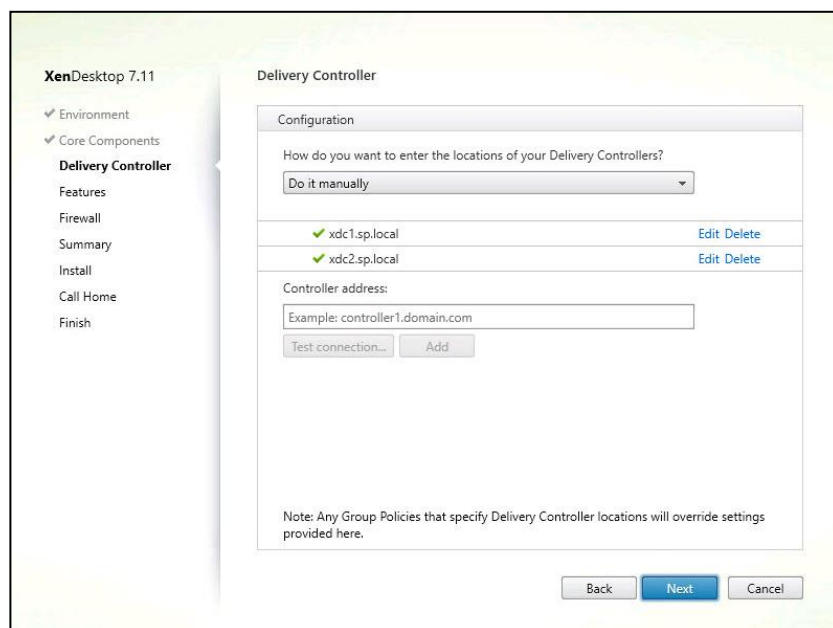 XenDesktop 7.11
Environment
Core Components
Delivery Controller
Features
Firewall
Summary
Install
Call Home
Finish
Delivery Controller
Configuration
How do you want to enter the locations of your Delivery Controllers?
Do it manually
xdc1.sp.local Edit Delete
xdc2.sp.local Edit Delete
Controller address:
Example: controller1.domain.com
Test connection... Add
Note: Any Group Policies that specify Delivery Controller locations will override settings
provided here.
Back Next Cancel